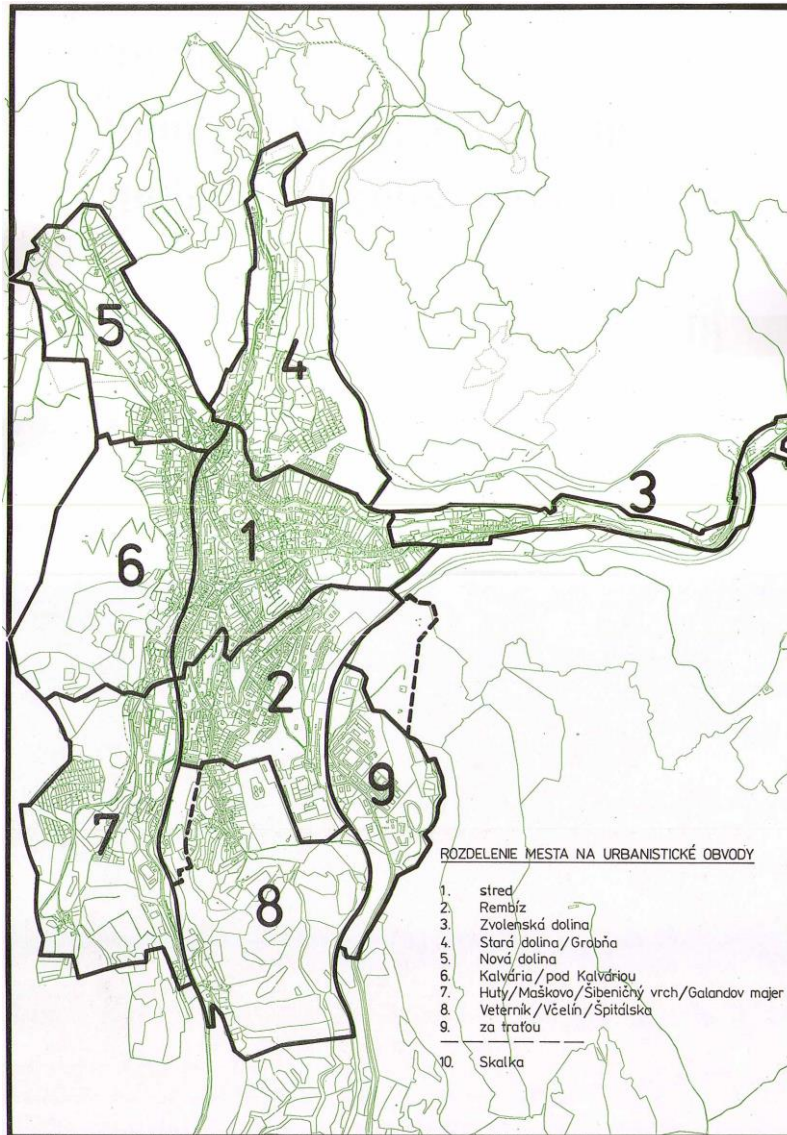 5
4
3
6
1
2
9
7
8
ROZDELENIE MESTA NA URBANISTICKÉ OBVODY
1. stred
2. Rembíz
3. Zvolenská dolina
4. Stará dolina/Grobňa
5. Nová dolina
6. Kalvária/pod Kalváriou
7. Huty/Maškovo/Šibeničný vrch/Galandov majer
8. Veterník/Včelín/Špitálska
9. za traťou
10. Skalka